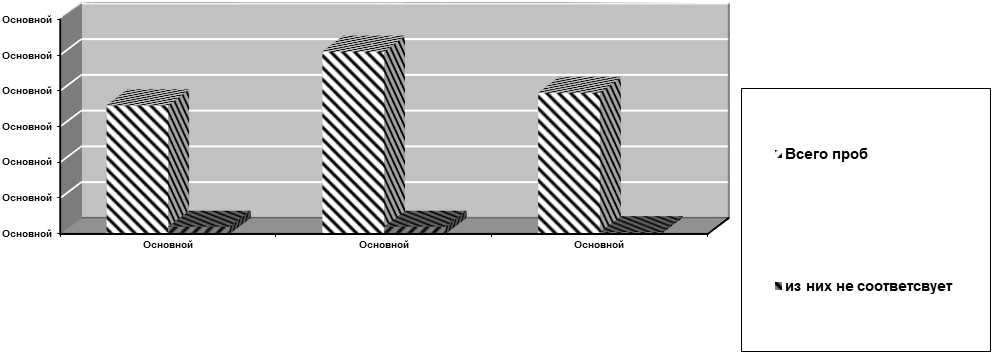 Основной
Основной
Основной
Основной
Основной
Основной
Основной
Основной
Основной
Основной
Всего проб
из них не соответсвует